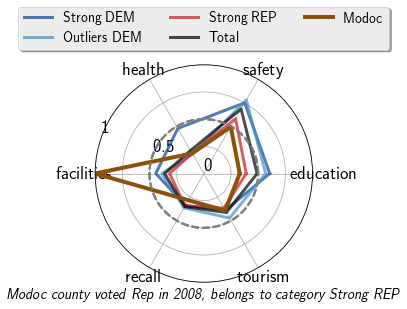 Strong DEM
Outliers DEM
Strong REP
Total
Modoc
health
safety
1
0.5
0
facilities
education
recall
tourism
Modoc county voted Rep in 2008, belongs to category Strong REP